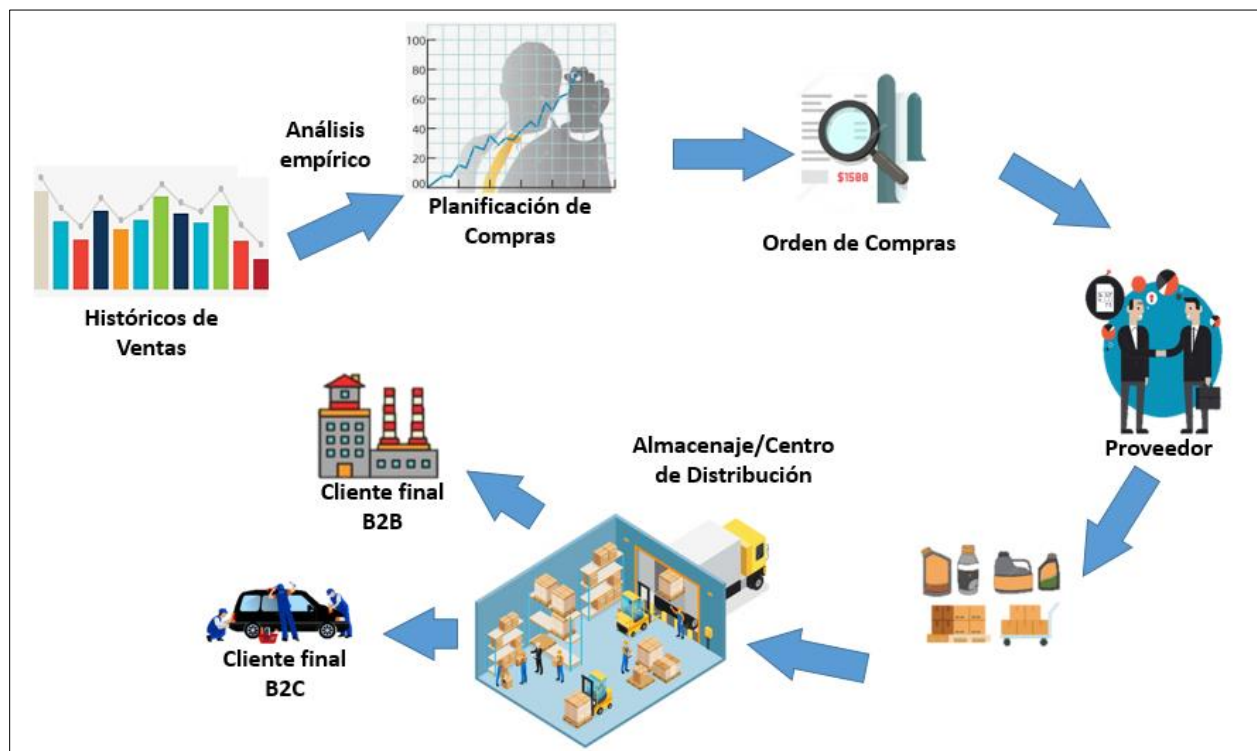 Análisis
empírico
100
80
60
40
20
00
Planificación de
Compras
$1500
Orden de Compras
Históricos de
Ventas
Proveedor
Almacenaje/Centro
de Distribución
Cliente final
B2B
Cliente final
B2C